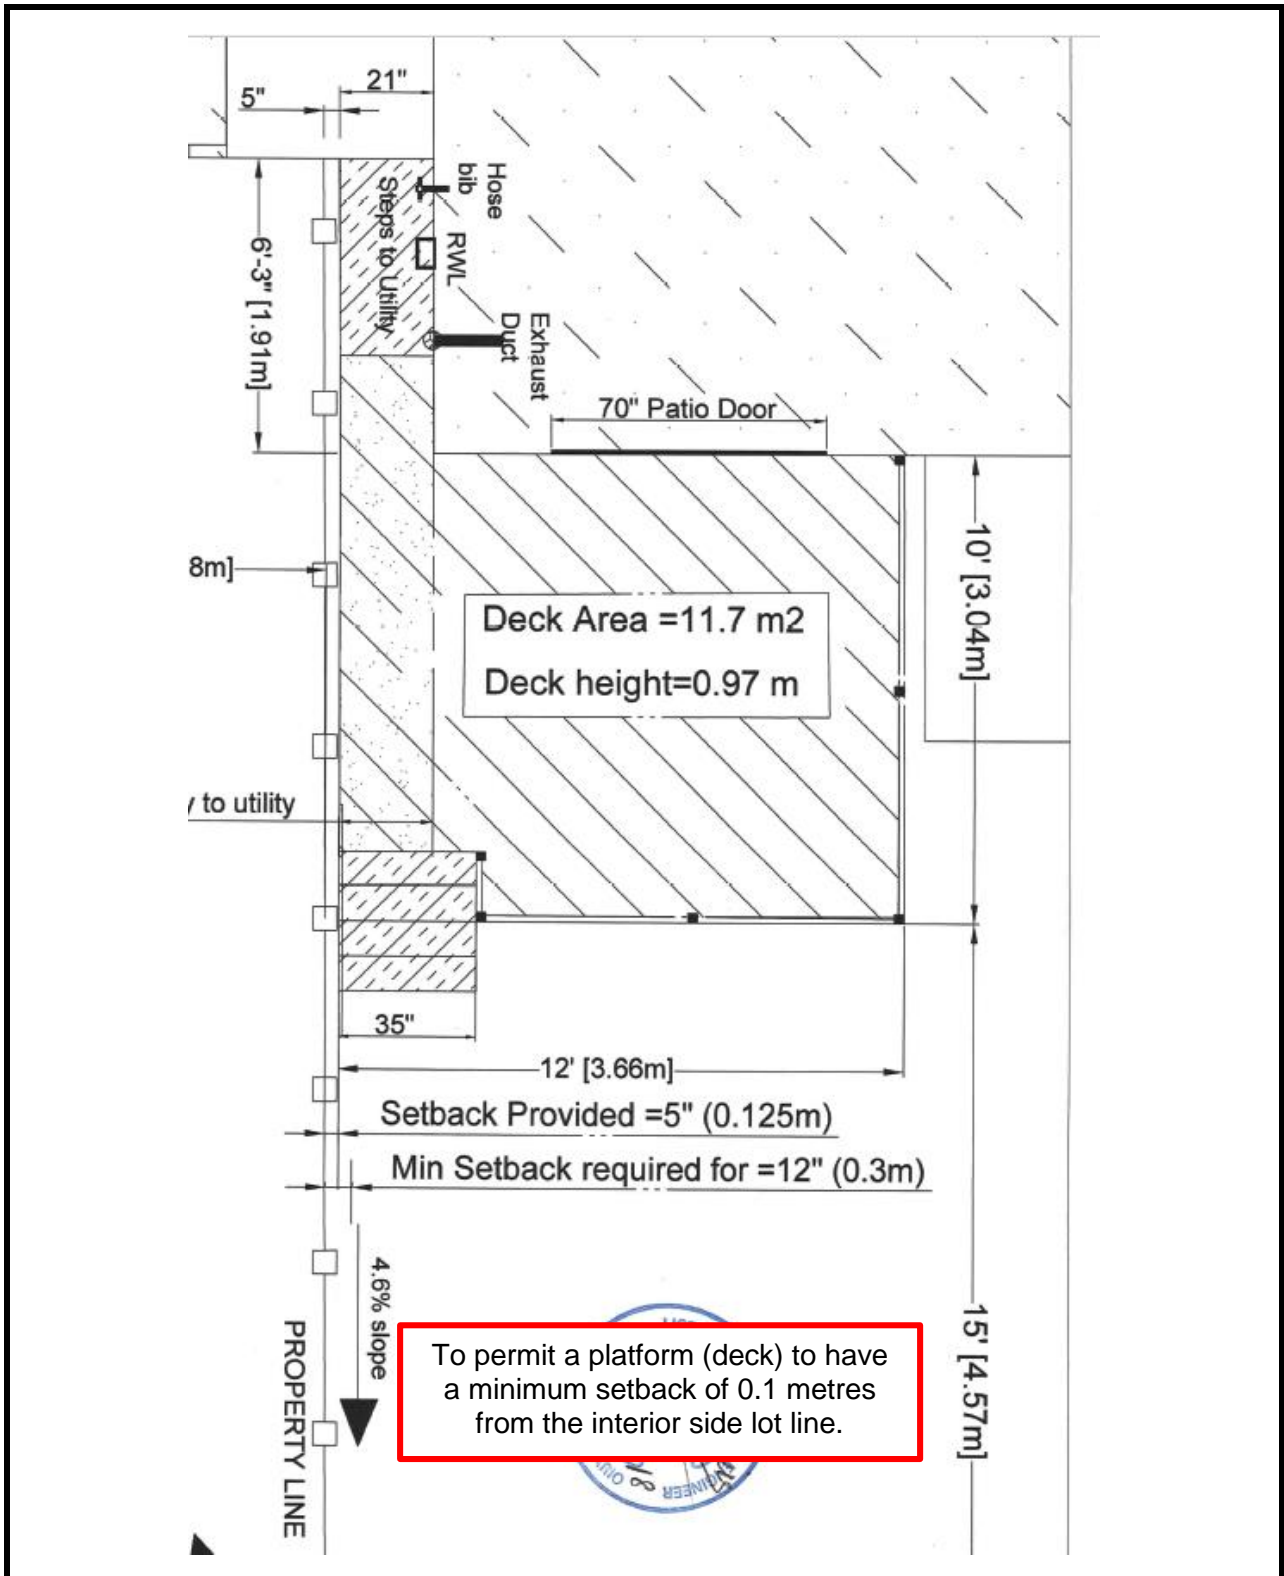 21"
5"
Hose
bib
Steps to Utility
RWL
6'-3" [1.91m]
Exhaust
Duct
70" Patio Door
10' [3.04m]
8m]
Deck Area =11.7 m2
Deck height=0.97 m
to utility
35"
12' [3.66m]
Setback Provided =5" (0.125m)
Min Setback required for =12" (0.3m)
4.6% slope
15' [4.57m]
PROPERTY LINE
To permit a platform (deck) to have
a minimum setback of 0.1 metres
from the interior side lot line.